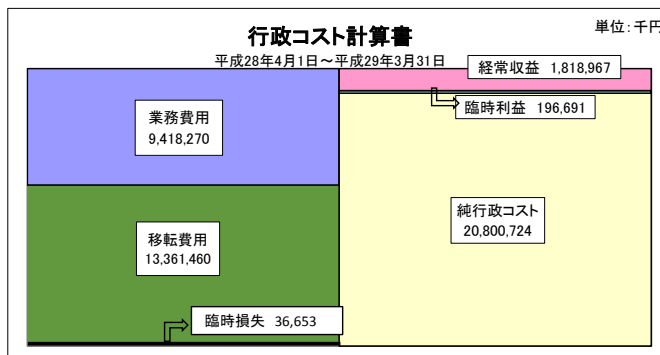 行政コスト計算書
単位：千円
平成28年4月1日～平成29年3月31日
経常収益 1,818,967
臨時利益 196,691
業務費用
9,418,270
純行政コスト
20,800,724
移転費用
13,361,460
臨時損失 36,653